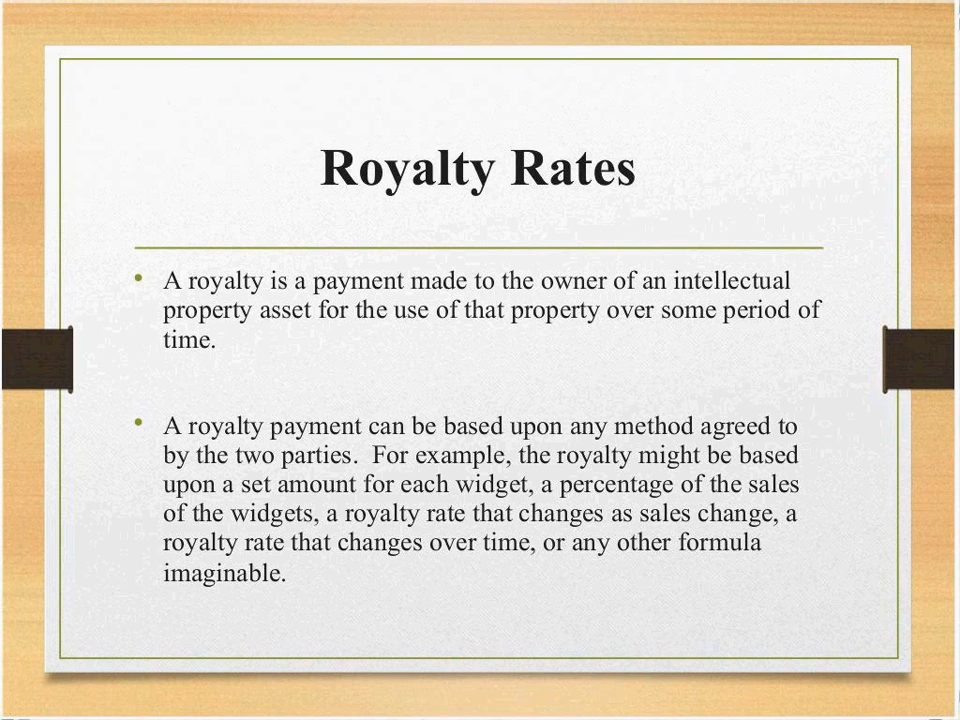 Royalty Rates
• A royalty is a payment made to the owner of an intellectual
property asset for the use of that property over some period of
time.
• A royalty payment can be based upon any method agreed to
by the two parties.  For example, the royalty might be based
upon a set amount for each widget, a percentage of the sales
of the widgets, a royalty rate that changes as sales change, a
royalty rate that changes over time, or any other formula
imaginable.